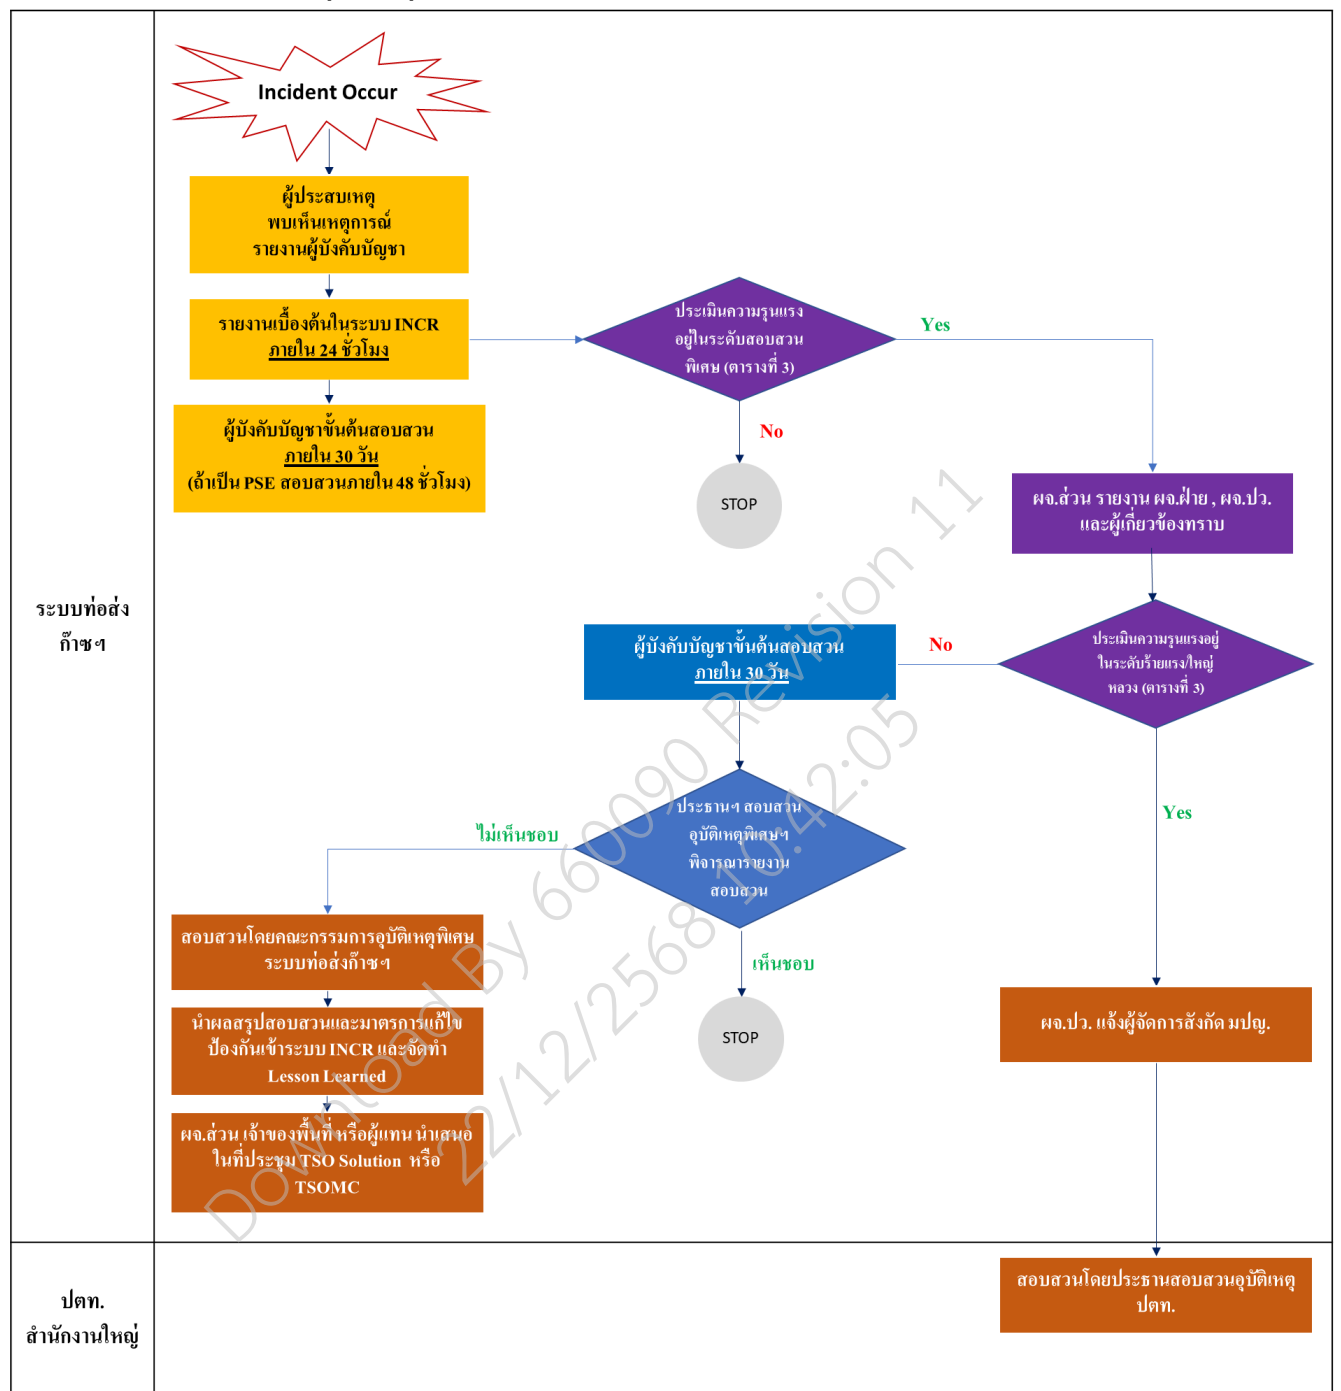 Incident Occur
ผู้ประสบเหตุ
พบเห็นเหตุการณ์
รายงานผู้บังคับบัญชา
รายงานเบื้องต้นในระบบ INCR
ภายใน 24 ชั่วโมง
ผู้บังคับบัญชาขั้นต้นสอบสวน
ภายใน 30 วัน
(ถ้าเป็น PSE สอบสวนภายใน 48 ชั่วโมง)
ประเมินความรุนแรง
อยู่ในระดับสอบสวน
พิเศษ (ตารางที่ 3)
Yes
No
STOP
ผจ.ส่วน รายงาน ผจ.ฝ่าย , ผจ.ปว.
และผู้เกี่ยวข้องทราบ
ระบบท่อส่ง
ก๊าซฯ
ประเมินความรุนแรงอยู่
ในระดับร้ายแรง/ใหญ่
หลวง (ตารางที่ 3)
No
ผู้บังคับบัญชาขั้นต้นสอบสวน
ภายใน 30 วัน
Yes
ประธานฯ สอบสวน
อุบัติเหตุพิเศษฯ
พิจารณารายงาน
สอบสวน
ไม่เห็นชอบ
เห็นชอบ
STOP
สอบสวนโดยคณะกรรมการอุบัติเหตุพิเศษ
ระบบท่อส่งก๊าซฯ
นำผลสรุปสอบสวนและมาตรการแก้ไข
ป้องกันเข้าระบบ INCR และจัดทำ
Lesson Learned
ผจ.ส่วน เจ้าของพื้นที่ หรือผู้แทน นำเสนอ
ในที่ประชุม TSO Solution หรือ
TSOMC
ผจ.ปว. แจ้งผู้จัดการสังกัด มปญ.
ปตท.
สำนักงานใหญ่
สอบสวนโดยประธานสอบสวนอุบัติเหตุ
ปตท.
Download By 660090 Revision 11
22/12/2568 10:42:05